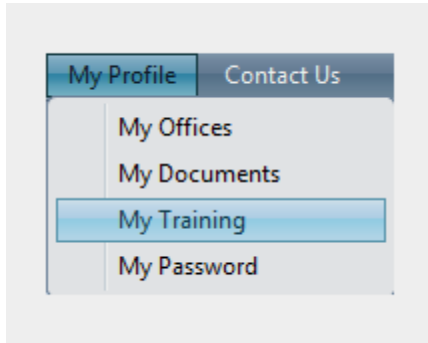 My Profile Contact Us
My Offices
My Documents
My Training
My Password